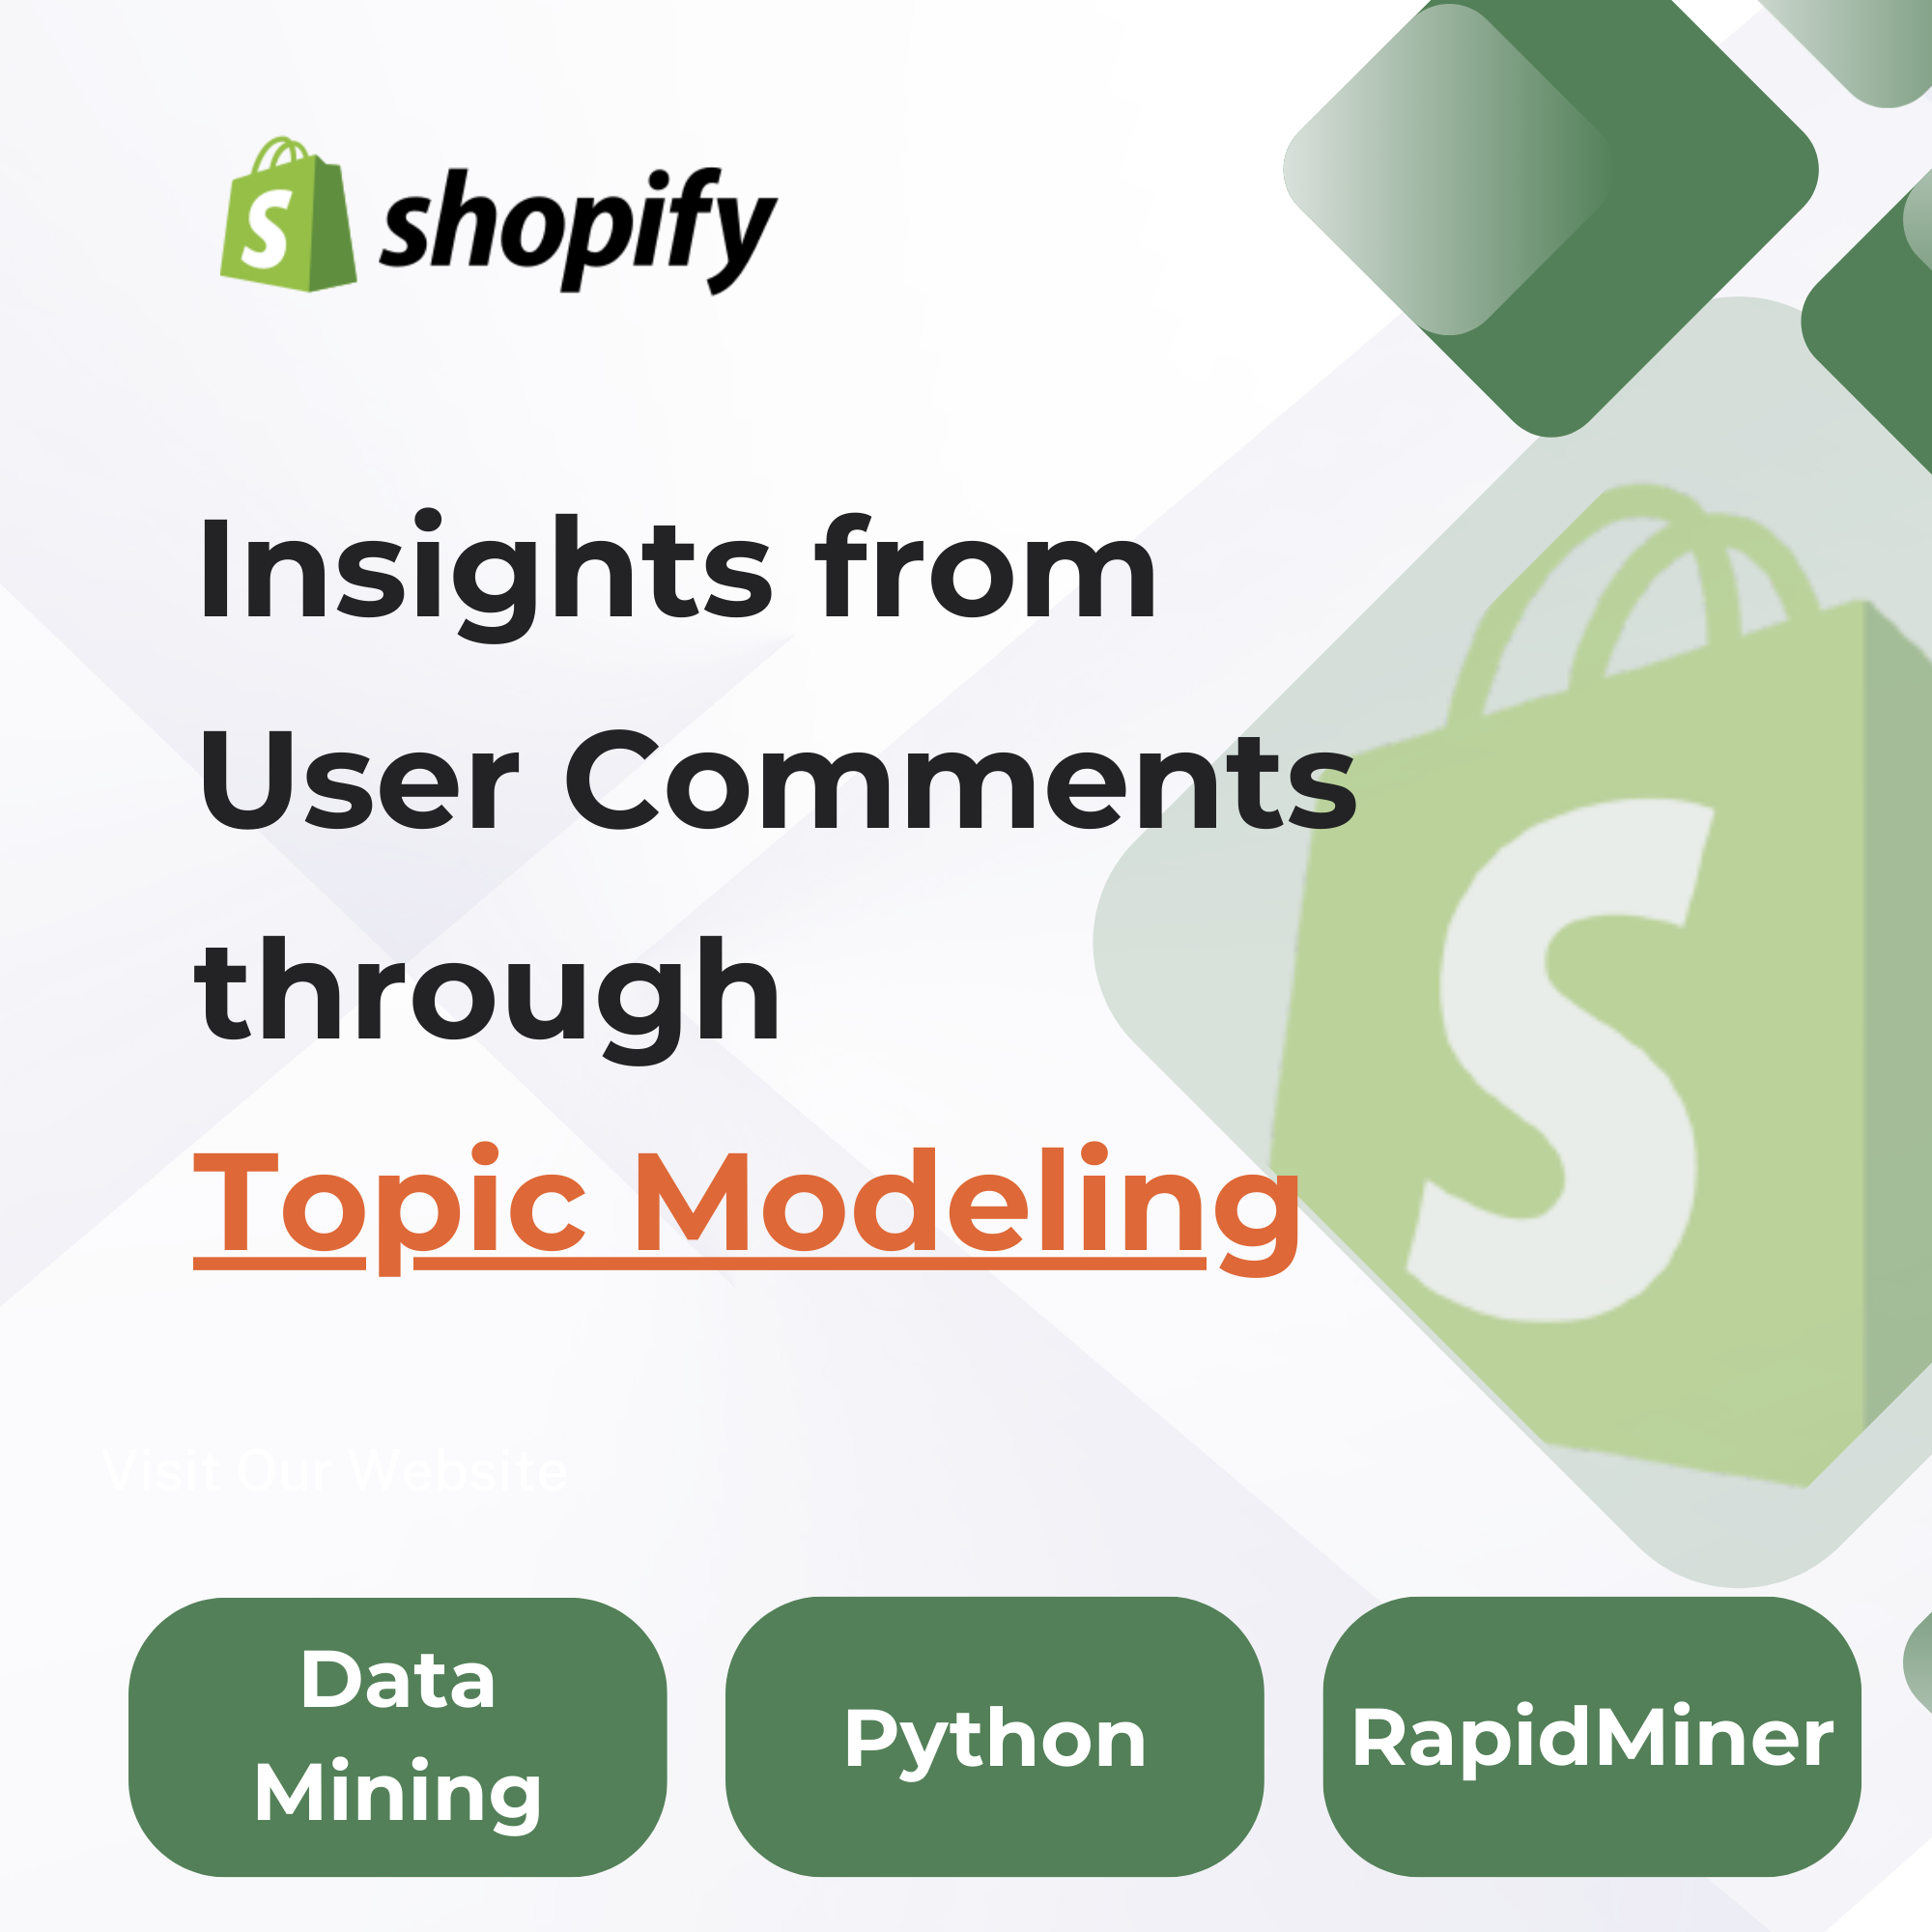 shopify
Insights from
User Comments
through
Topic Modeling
Visit Our Website
Data
Mining
Python
RapidMiner